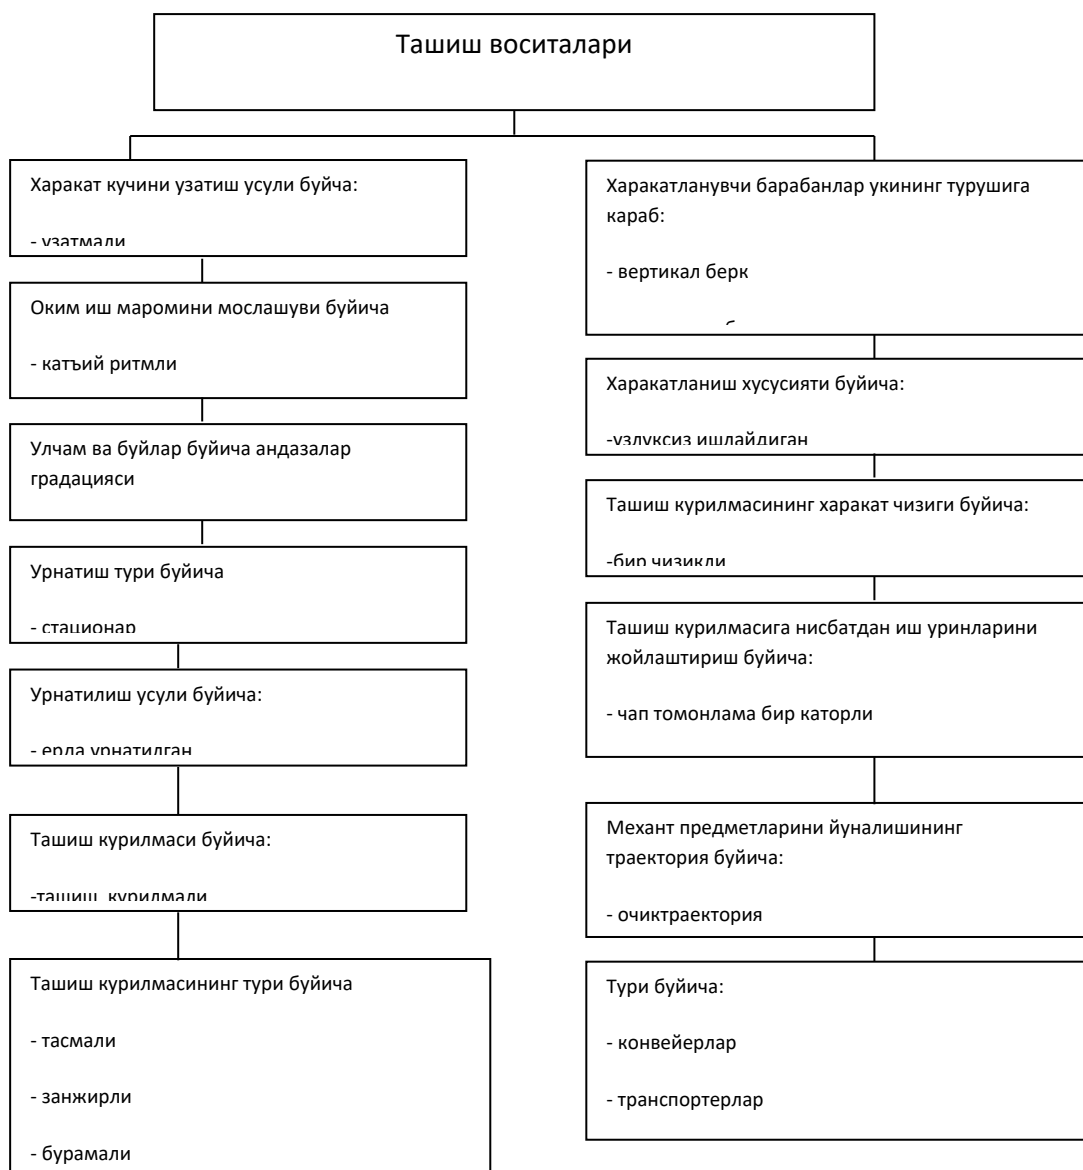 Ташиш воситалари
Харакат кучини узатиш усули буйча:
- узатмали
Оким иш маромини мослашуви буйича
- катъий ритмли
Улчам ва буйлар буйича андазалар
градацияси
Урнатиш тури буйича
- стационар
Урнатилиш усули буйича:
- ерда урнатилган
Ташиш курилмаси буйича:
-ташиш курилмали
Ташиш курилмасининг тури буйича
- тасмали
- занжирли
- бурамали
Харакатланувчи барабанлар укининг турушига
караб:
- вертикал берк
Харакатланиш хусусияти буйича:
-узлуксиз ишлайдиган
Ташиш курилмасининг харакат чизиги буйича:
-бир чизикли
Ташиш курилмасига нисбатдан иш уринларини
жойлаштириш буйича:
- чап томонлама бир каторли
Механт предметларини йуналишининг
траектория буйича:
- очиктраектория
Тури буйича:
- конвейерлар
- транспортерлар